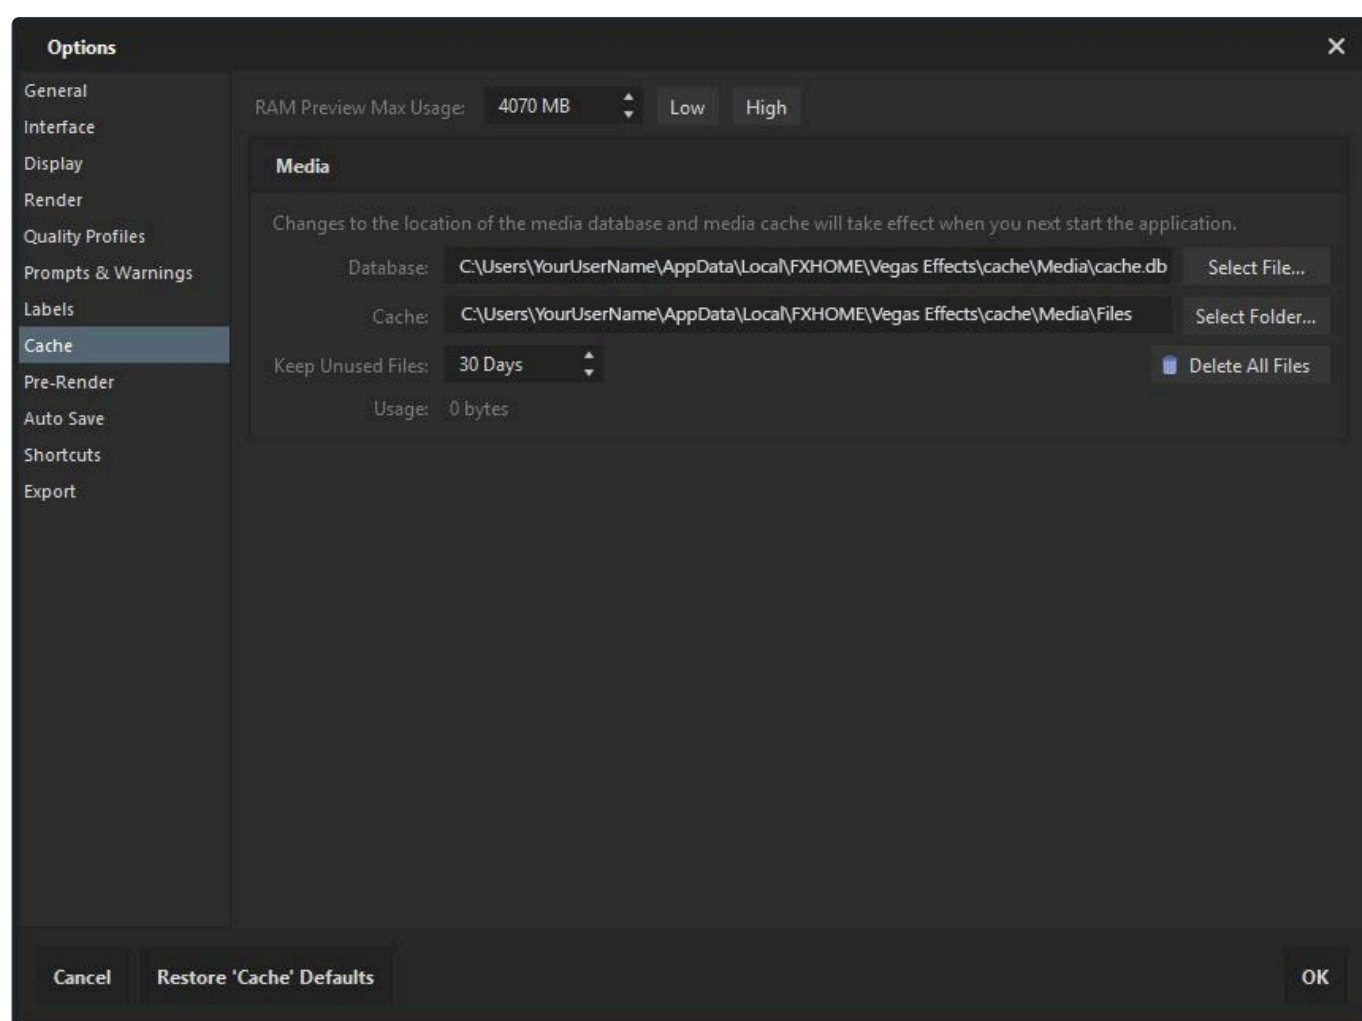 Options
General
Interface
Display
Render
Quality Profiles
Prompts & Warnings
Labels
Cache
Pre-Render
Auto Save
Shortcuts
Export
RAM Preview Max Usage: 4070 MB Low High
Media
Changes to the location of the media database and media cache will take effect when you next start the application.
Database: C:\Users\YourUserName\AppData\Local\FXHOME\Vegas Effects\cache\Media\cache.db Select File...
Cache: C:\Users\YourUserName\AppData\Local\FXHOME\Vegas Effects\cache\Media\Files Select Folder...
Keep Unused Files: 30 Days Delete All Files
Usage: 0 bytes
Cancel Restore 'Cache' Defaults OK